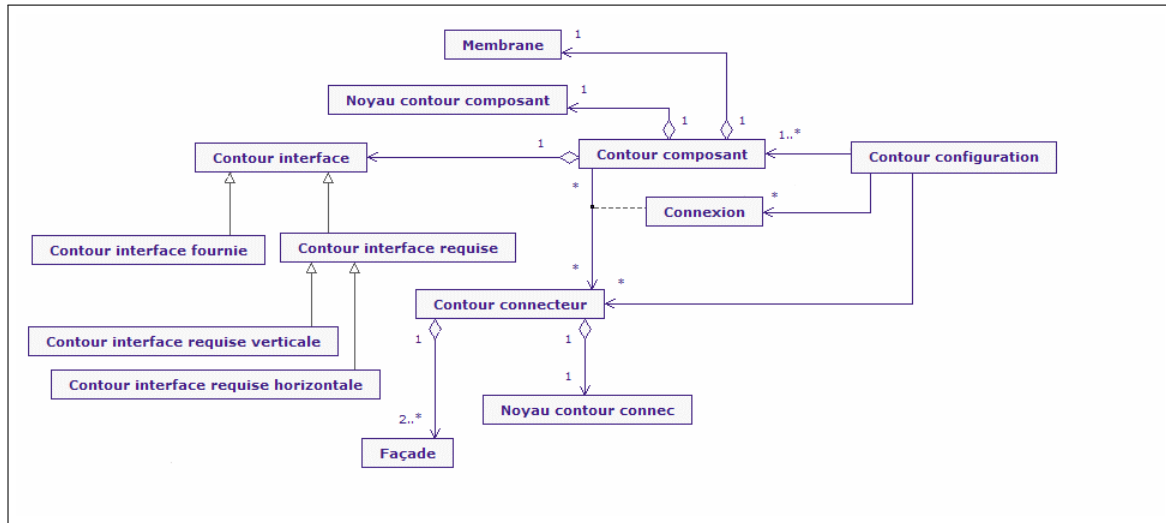 Membrane
1
Noyau contour composant
1
1
1
Contour interface
1
Contour composant
1..*
Contour configuration
*
Connexion
*
Contour interface fournie
Contour interface requise
*
*
Contour connecteur
1
1
Contour interface requise verticale
Contour interface requise horizontale
1
Noyau contour connec
2..*
Façade